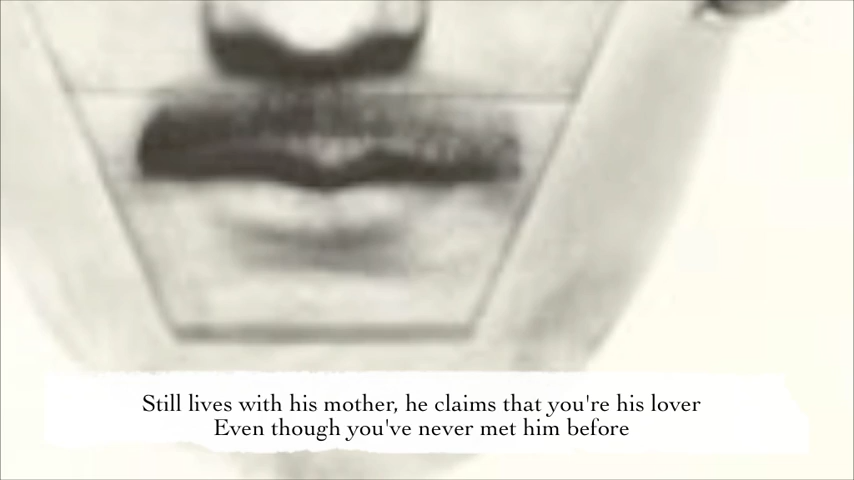 Still lives with his mother, he claims that you're his lover
Even though you've never met him before